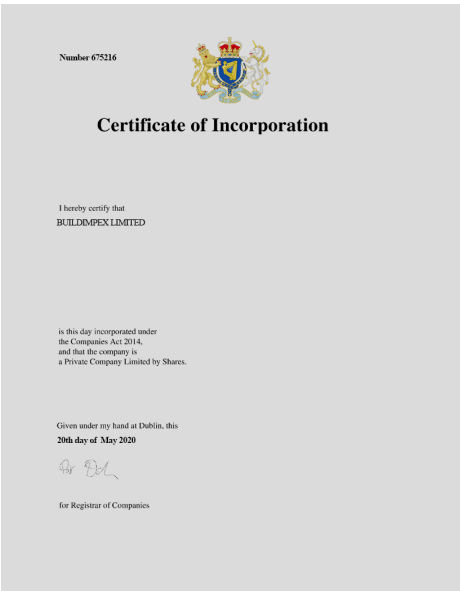 Number 675216
Certificate of Incorporation
I hereby certify that
BUILDIMPEX LIMITED
is this day incorporated under
the Companies Act 2014,
and that the company is
a Private Company Limited by Shares.
Given under my hand at Dublin, this
20th day of May 2020
for Registrar of Companies